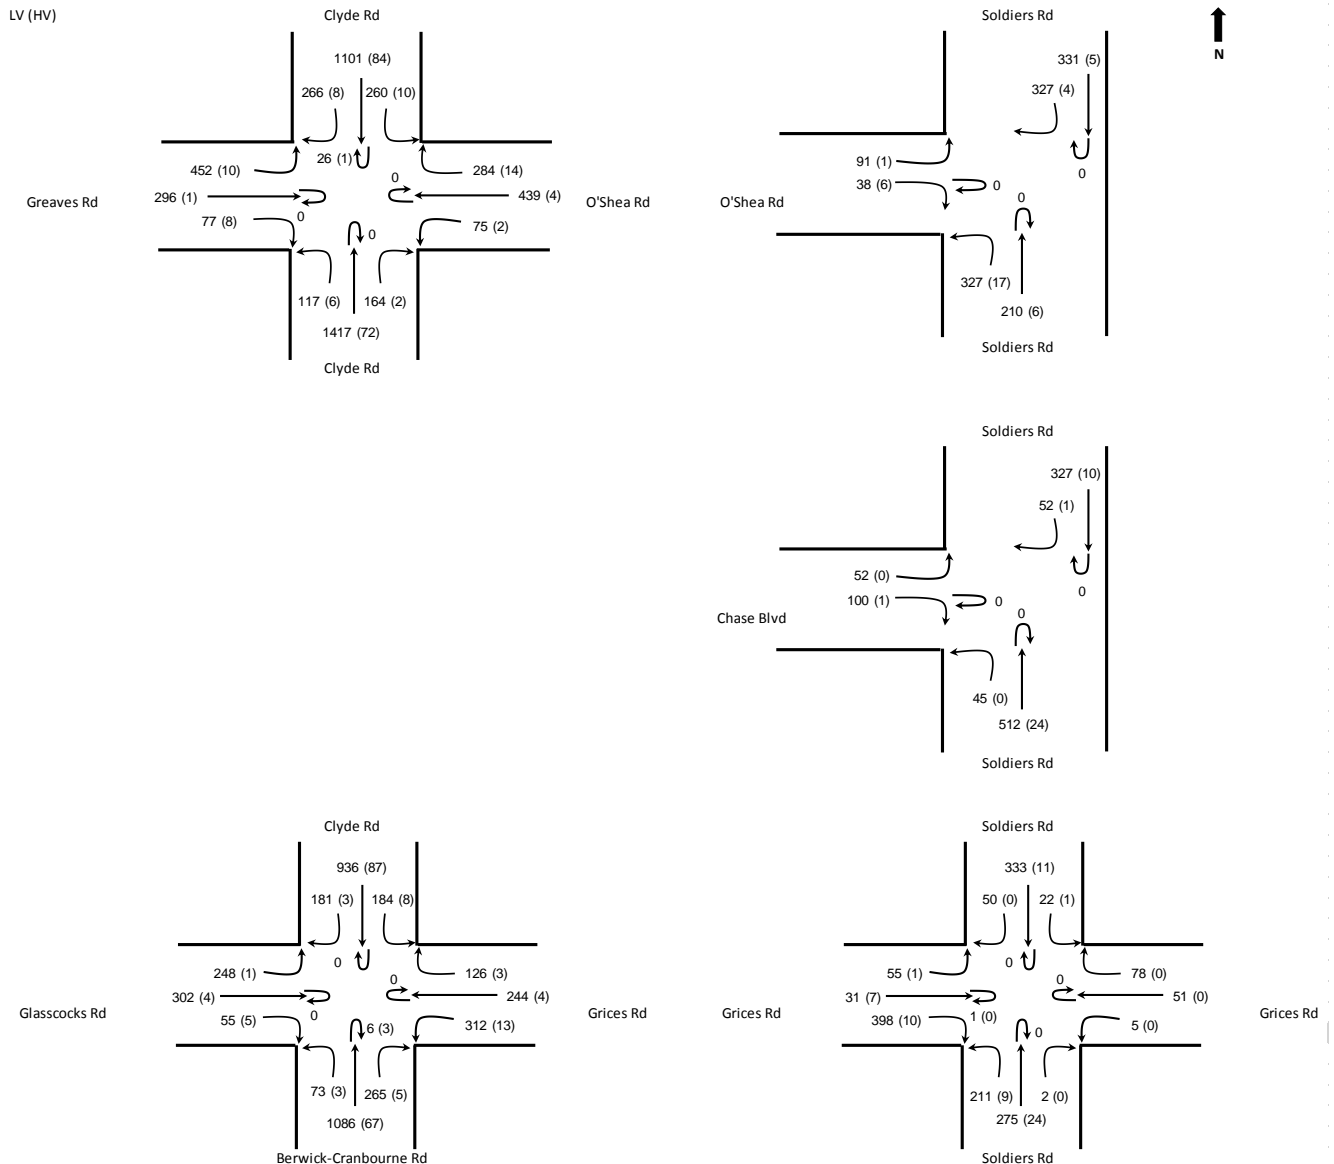 LV (HV)
Clyde Rd
1101 (84)
266 (8) 260 (10)
26 (1)
452 (10)
284 (14)
0
296 (1)
439 (4)
Greaves Rd
O'Shea Rd
0
77 (8)
75 (2)
0
117 (6) 164 (2)
1417 (72)
Clyde Rd
Soldiers Rd
N
331 (5)
327 (4)
91 (1)
0
38 (6)
0
0
O'Shea Rd
327 (17)
210 (6)
Soldiers Rd
Soldiers Rd
327 (10)
52 (1)
52 (0)
0
100 (1)
0
0
Chase Blvd
45 (0)
512 (24)
Soldiers Rd
Clyde Rd
936 (87)
181 (3) 184 (8)
0
248 (1)
126 (3)
0
302 (4)
244 (4)
Glasscocks Rd
Grices Rd
0
55 (5)
6 (3)
312 (13)
73 (3) 265 (5)
1086 (67)
Berwick-Cranbourne Rd
Soldiers Rd
333 (11)
50 (0) 22 (1)
0
55 (1)
78 (0)
0
31 (7)
51 (0)
Grices Rd
Grices Rd
1 (0)
398 (10)
0
5 (0)
211 (9) 2 (0)
275 (24)
Soldiers Rd